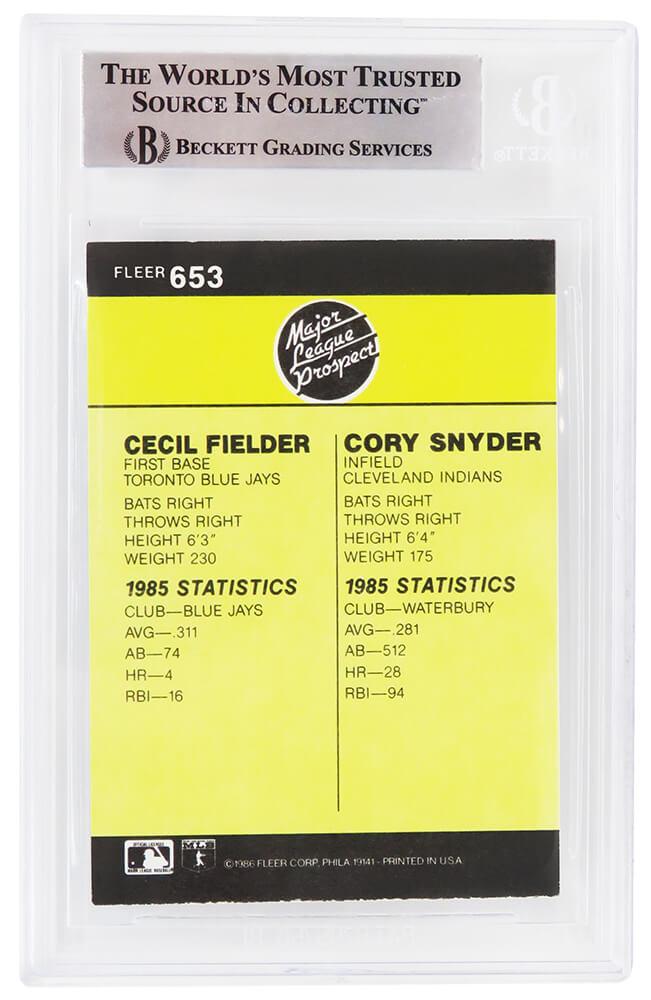 THE WORLD'S MOST TRUSTED
SOURCE IN COLLECTING™
B BECKETT GRADING SERVICES
FLEER 653
Major
League
Prospect
CECIL FIELDER
FIRST BASE
TORONTO BLUE JAYS
BATS RIGHT
THROWS RIGHT
HEIGHT 6'3"
WEIGHT 230
1985 STATISTICS
CLUB—BLUE JAYS
AVG—.311
AB—74
HR—4
RBI—16
CORY SNYDER
INFIELD
CLEVELAND INDIANS
BATS RIGHT
THROWS RIGHT
HEIGHT 6'4"
WEIGHT 175
1985 STATISTICS
CLUB—WATERBURY
AVG—.281
AB—512
HR—28
RBI—94
©1986 FLEER CORP., PHILA 19141 - PRINTED IN U.S.A.